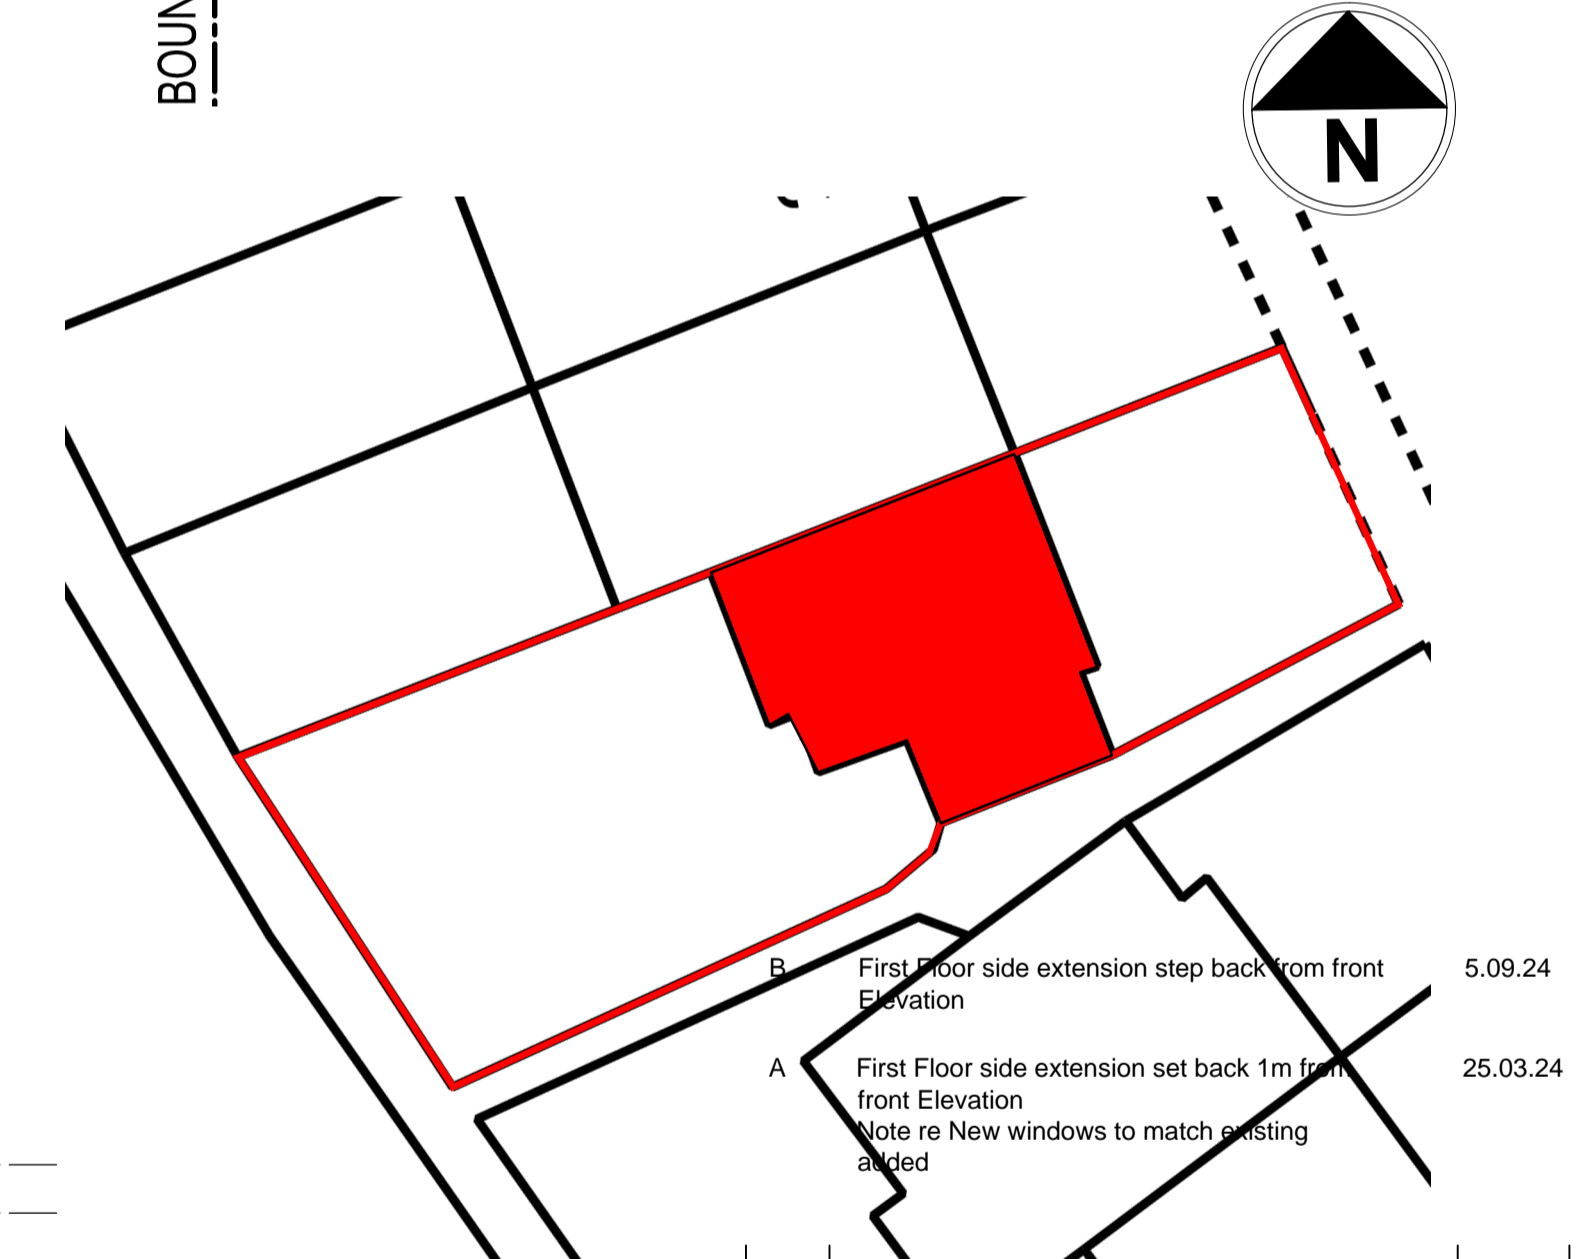 BOUN
N
B First Floor side extension step back from front 5.09.24
Elevation
A First Floor side extension set back 1m from 25.03.24
front Elevation
Note re New windows to match existing
added